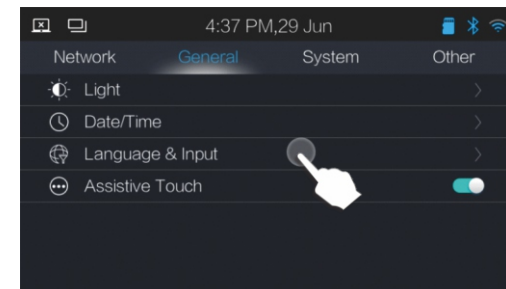 4:37 PM,29 Jun
Network General System Other
Light
Date/Time
Language & Input
Assistive Touch